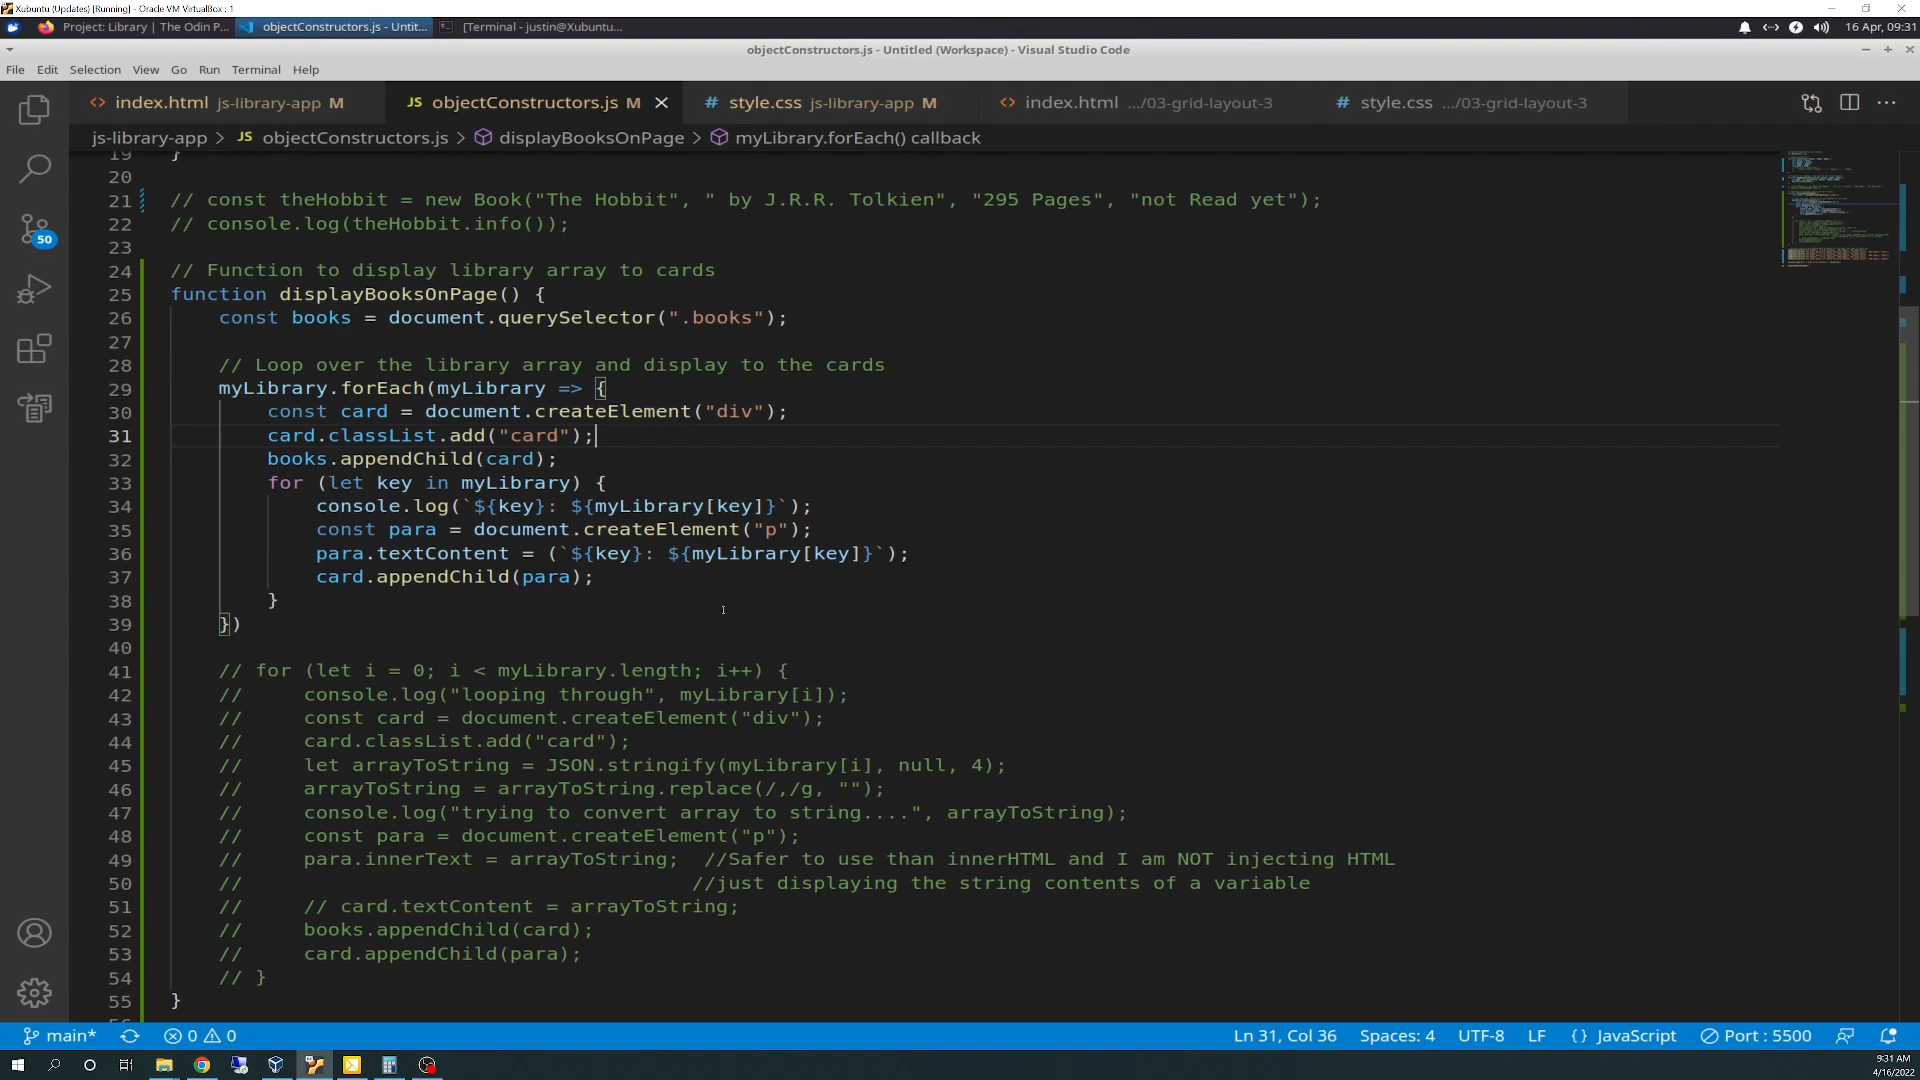 Xubuntu (Updates) [Running] - Oracle VM VirtualBox : 1
Project: Library | The Odin P...
objectConstructors.js - Untit...
[Terminal - justin@Xubuntu...
16 Apr, 09:31
objectConstructors.js - Untitled (Workspace) - Visual Studio Code
File Edit Selection View Go Run Terminal Help
<> index.html js-library-app M
JS objectConstructors.js M
# style.css js-library-app M
<> index.html .../03-grid-layout-3
# style.css .../03-grid-layout-3
js-library-app > JS objectConstructors.js > displayBooksOnPage > myLibrary.forEach() callback
19 }
20
21 // const theHobbit = new Book("The Hobbit", " by J.R.R. Tolkien", "295 Pages", "not Read yet");
22 // console.log(theHobbit.info());
23
24 // Function to display library array to cards
25 function displayBooksOnPage() {
26 const books = document.querySelector(".books");
27
28 // Loop over the library array and display to the cards
29 myLibrary.forEach(myLibrary => {
30 const card = document.createElement("div");
31 card.classList.add("card");
32 books.appendChild(card);
33 for (let key in myLibrary) {
34 console.log(`${key}: ${myLibrary[key]}`);
35 const para = document.createElement("p");
36 para.textContent = (`${key}: ${myLibrary[key]}`);
37 card.appendChild(para);
38 }
39 })
40
41 // for (let i = 0; i < myLibrary.length; i++) {
42 // console.log("looping through", myLibrary[i]);
43 // const card = document.createElement("div");
44 // card.classList.add("card");
45 // let arrayToString = JSON.stringify(myLibrary[i], null, 4);
46 // arrayToString = arrayToString.replace(/,/g, "");
47 // console.log("trying to convert array to string....", arrayToString);
48 // const para = document.createElement("p");
49 // para.innerText = arrayToString; //Safer to use than innerHTML and I am NOT injecting HTML
50 // //just displaying the string contents of a variable
51 // // card.textContent = arrayToString;
52 // books.appendChild(card);
53 // card.appendChild(para);
54 // }
55 }
50
main* 0 0 Ln 31, Col 36 Spaces: 4 UTF-8 LF {} JavaScript Port : 5500
9:31 AM
4/16/2022